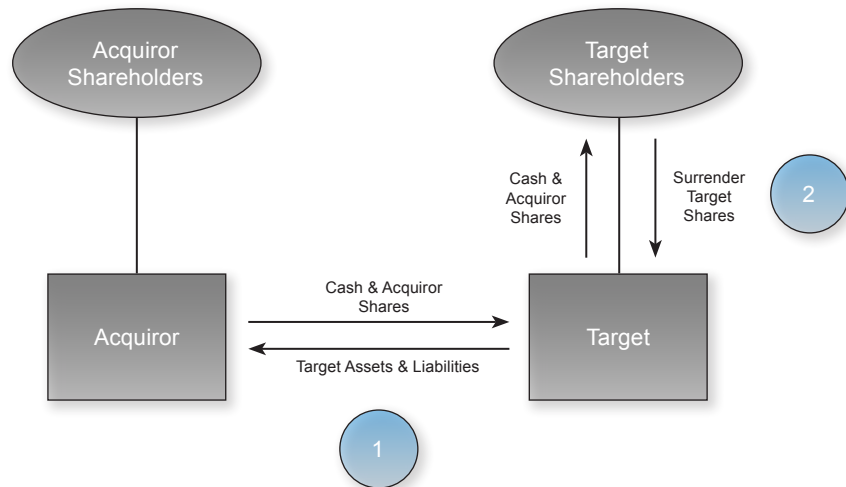 Acquiror
Shareholders
Target
Shareholders
Cash &
Acquiror
Shares
Surrender
Target
Shares
2
Cash & Acquiror
Shares
Acquiror
Target
Target Assets & Liabilities
1